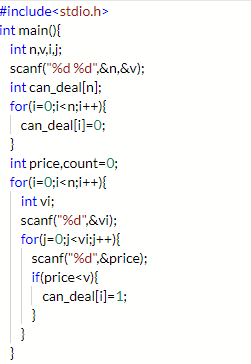 #include<stdio.h>
int main(){
int n,v,i,j;
scanf("%d %d",&n,&v);
int can_deal[n];
for(i=0;i<n;i++){
can_deal[i]=0;
}
int price,count=0;
for(i=0;i<n;i++){
int vi;
scanf("%d",&vi);
for(j=0;j<vi;j++){
scanf("%d",&price);
if(price<v){
can_deal[i]=1;
}
}
}